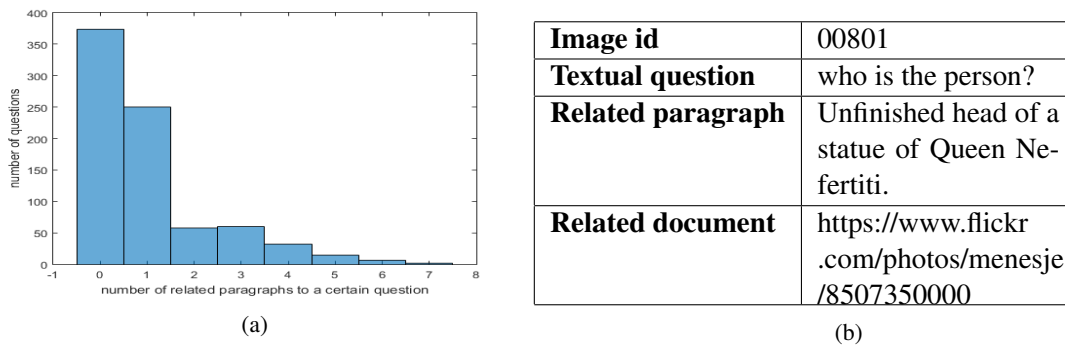 400
350
300
250
200
150
100
50
0
number of questions
-1 0 1 2 3 4 5 6 7 8
number of related paragraphs to a certain question
(a)
Image id 00801
Textual question who is the person?
Related paragraph Unfinished head of a
statue of Queen Ne-
fertiti.
Related document https://www.flickr
.com/photos/menesje
/8507350000
(b)